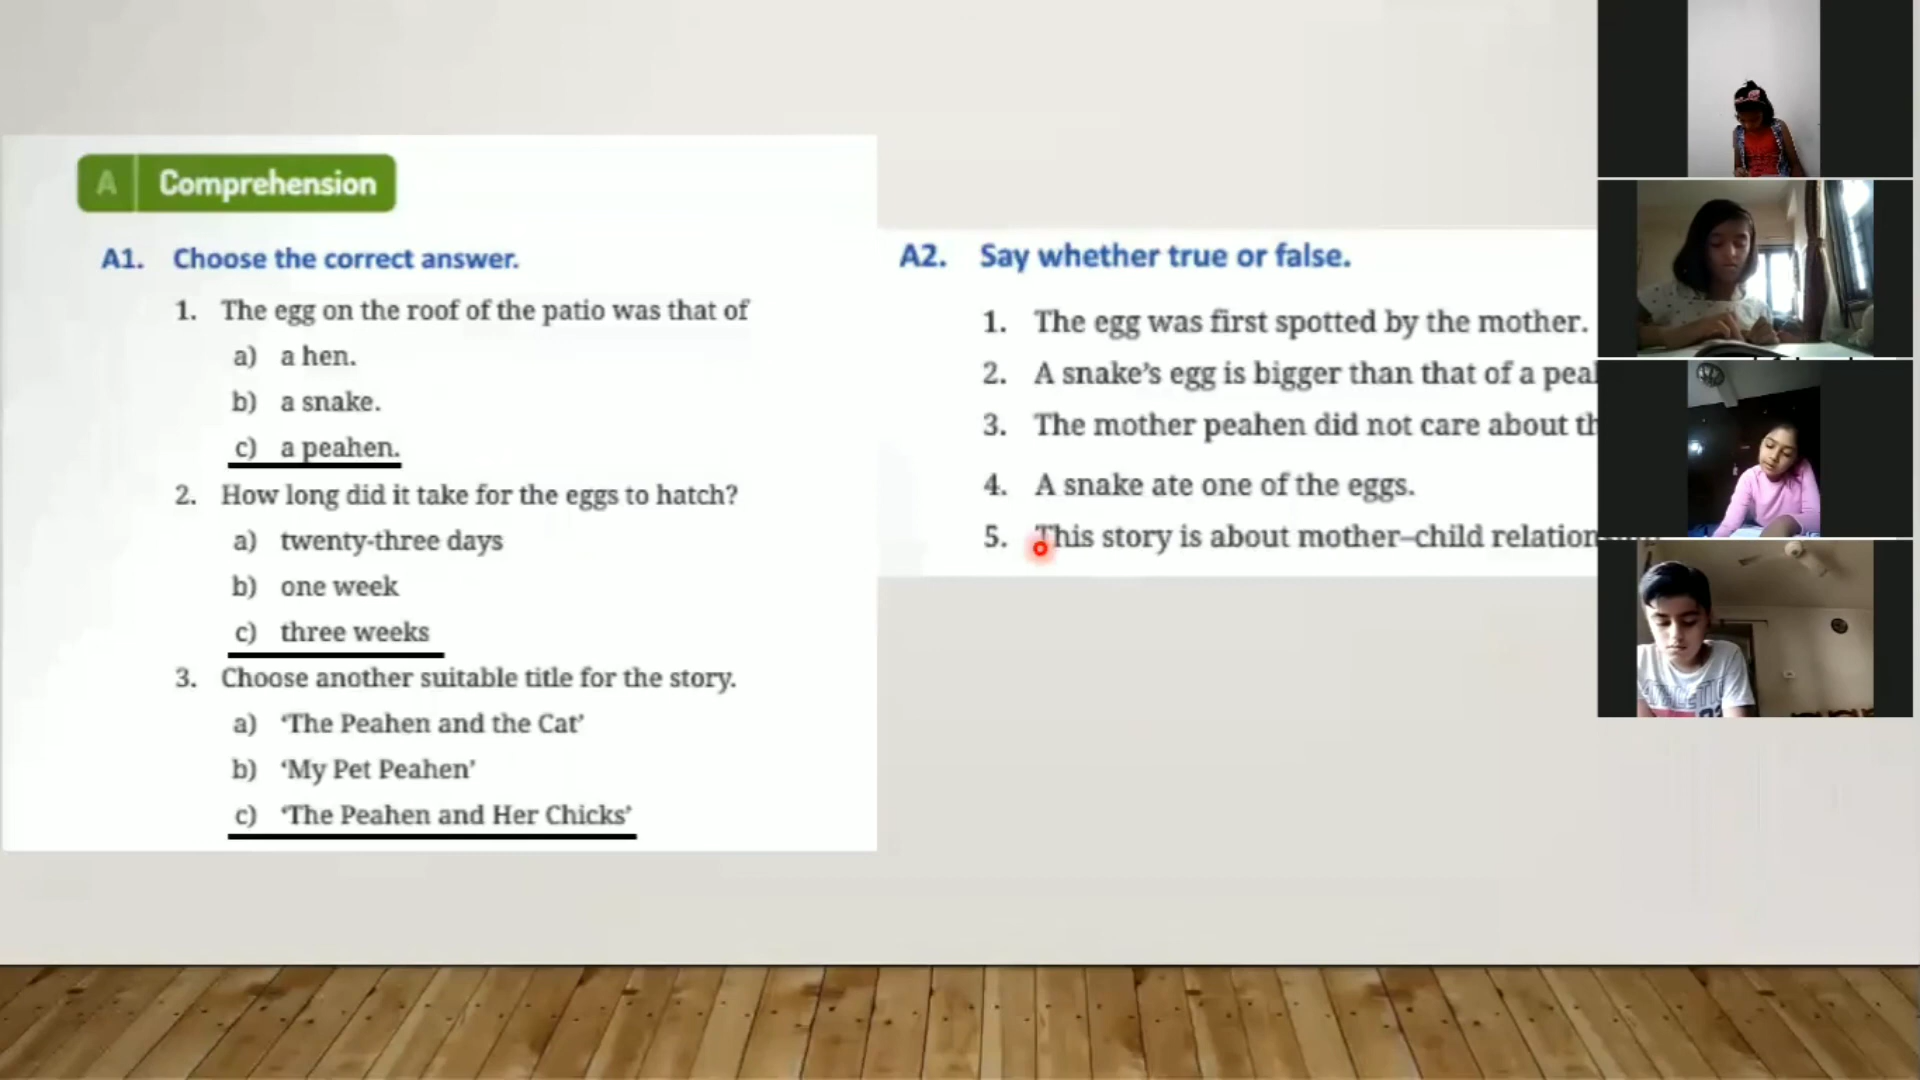 A Comprehension
A1. Choose the correct answer.
1. The egg on the roof of the patio was that of
a) a hen.
b) a snake.
c) a peahen.
2. How long did it take for the eggs to hatch?
a) twenty-three days
b) one week
c) three weeks
3. Choose another suitable title for the story.
a) ‘The Peahen and the Cat’
b) ‘My Pet Peahen’
c) ‘The Peahen and Her Chicks’
A2. Say whether true or false.
1. The egg was first spotted by the mother.
2. A snake’s egg is bigger than that of a
3. The mother peahen did not care about
4. A snake ate one of the eggs.
5. This story is about mother–child